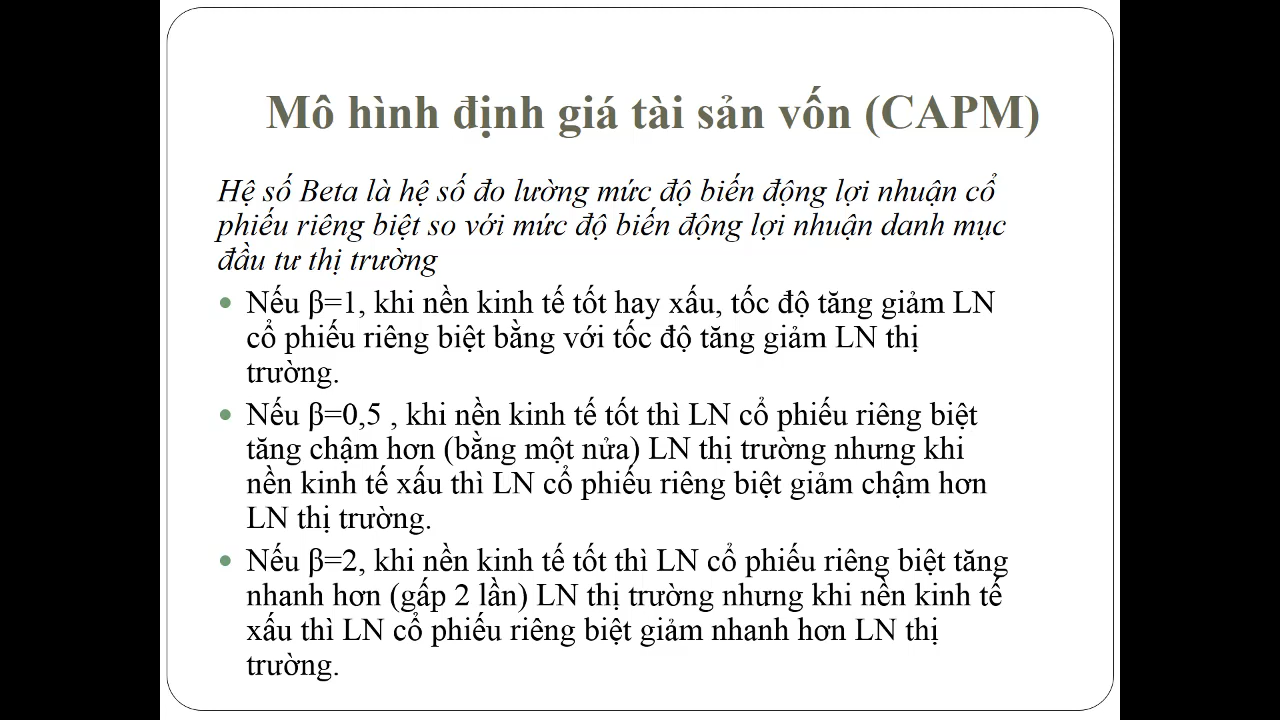 Mô hình định giá tài sản vốn (CAPM)
Hệ số Beta là hệ số đo lường mức độ biến động lợi nhuận cổ
phiếu riêng biệt so với mức độ biến động lợi nhuận danh mục
đầu tư thị trường
• Nếu β=1, khi nền kinh tế tốt hay xấu, tốc độ tăng giảm LN
cổ phiếu riêng biệt bằng với tốc độ tăng giảm LN thị
trường.
• Nếu β=0,5 , khi nền kinh tế tốt thì LN cổ phiếu riêng biệt
tăng chậm hơn (bằng một nửa) LN thị trường nhưng khi
nền kinh tế xấu thì LN cổ phiếu riêng biệt giảm chậm hơn
LN thị trường.
• Nếu β=2, khi nền kinh tế tốt thì LN cổ phiếu riêng biệt tăng
nhanh hơn (gấp 2 lần) LN thị trường nhưng khi nền kinh tế
xấu thì LN cổ phiếu riêng biệt giảm nhanh hơn LN thị
trường.